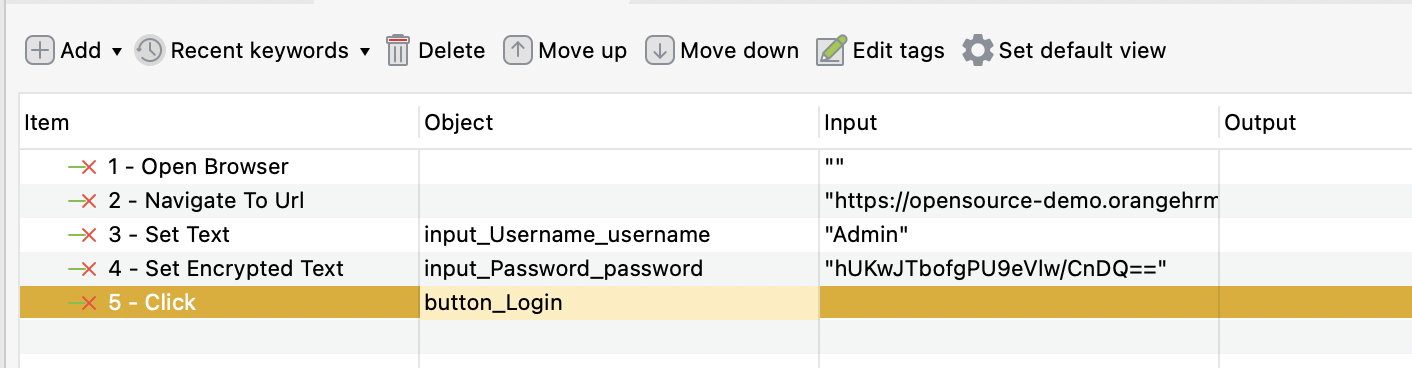 Add Recent keywords Delete Move up Move down Edit tags Set default view
Item Object Input Output
1 - Open Browser ""
2 - Navigate To Url "https://opensource-demo.orangehrm
3 - Set Text input_Username_username "Admin"
4 - Set Encrypted Text input_Password_password "hUKwJTbofgPU9eVlw/CnDQ=="
5 - Click button_Login